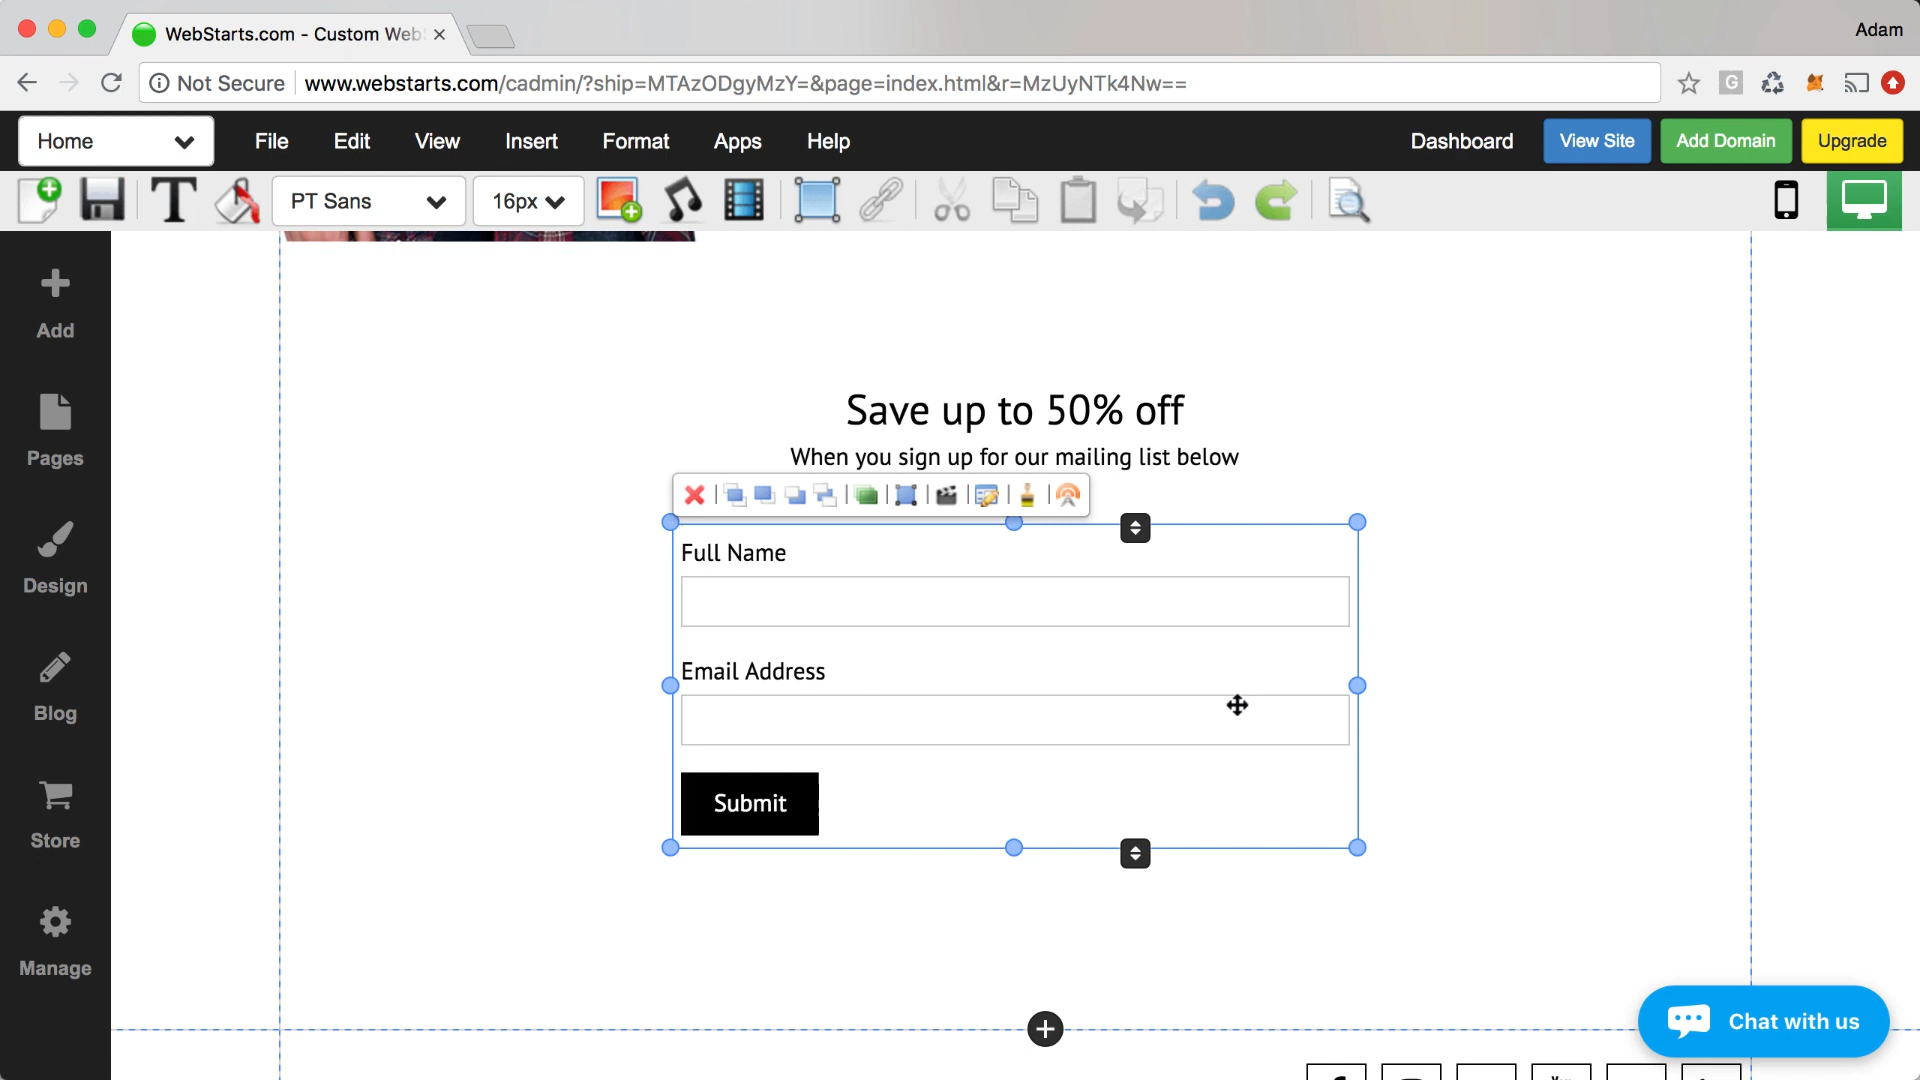 WebStarts.com - Custom Web
Adam
Not Secure
www.webstarts.com/cadmin/?ship=MTAzODgyMzY=&page=index.html&r=MzUyNTk4Nw==
G
Home
File
Edit
View
Insert
Format
Apps
Help
Dashboard
View Site
Add Domain
Upgrade
T
PT Sans
16px
Add
Pages
Design
Blog
Store
Manage
Save up to 50% off
When you sign up for our mailing list below
Full Name
Email Address
Submit
Chat with us